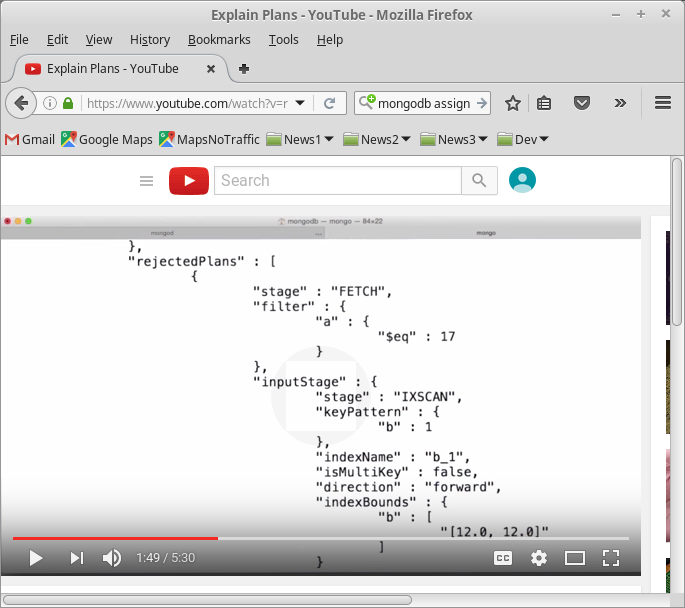 Explain Plans - YouTube - Mozilla Firefox
File Edit View History Bookmarks Tools Help
Explain Plans - YouTube
https://www.youtube.com/watch?v=r
mongodb assign
Gmail Google Maps MapsNoTraffic News1 News2 News3 Dev
Search
mongodb — mongo — 84×22
mongod mongo
},
"rejectedPlans" : [
{
"stage" : "FETCH",
"filter" : {
"a" : {
"$eq" : 17
}
},
"inputStage" : {
"stage" : "IXSCAN",
"keyPattern" : {
"b" : 1
},
"indexName" : "b_1",
"isMultiKey" : false,
"direction" : "forward",
"indexBounds" : {
"b" : [
"[12.0, 12.0]"
]
}
1:49 / 5:30
CC